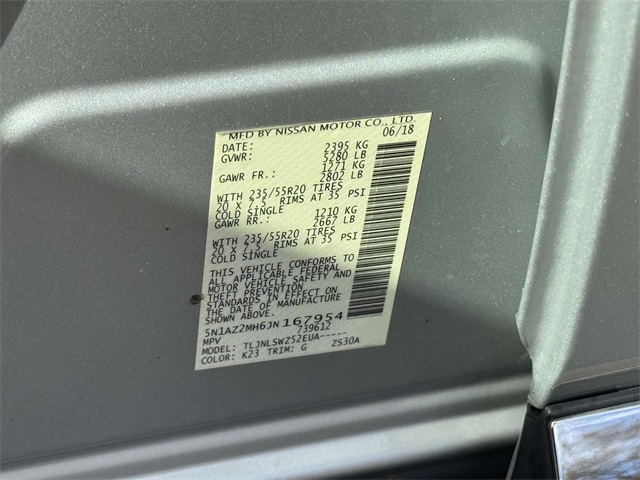 MFD BY NISSAN MOTOR CO., LTD.
DATE: 06/18
GVWR: 2395 KG
5280 LB
GAWR FR.: 1271 KG
2802 LB
WITH 235/55R20 TIRES
20 X 7.5 RIMS AT 35 PSI
COLD SINGLE
GAWR RR.: 1210 KG
2667 LB
WITH 235/55R20 TIRES
20 X 7.5 RIMS AT 35 PSI
COLD SINGLE
THIS VEHICLE CONFORMS TO
ALL APPLICABLE FEDERAL
MOTOR VEHICLE SAFETY AND
THEFT PREVENTION
STANDARDS IN EFFECT ON
THE DATE OF MANUFACTURE
SHOWN ABOVE.
5N1AZ2MH6JN167954
MPV 739612
MODEL: TLJNLSWZ52EUA-----
COLOR: K23 TRIM: G ZS30A